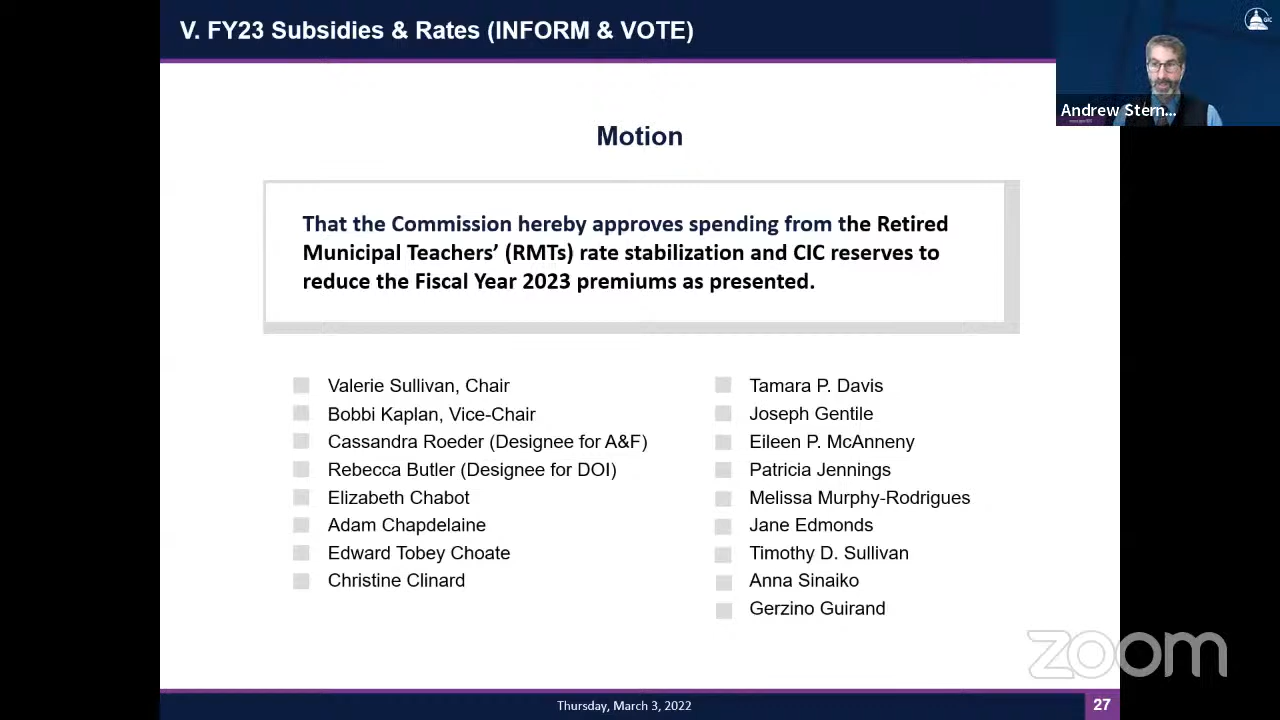 V. FY23 Subsidies & Rates (INFORM & VOTE)
GIC
Andrew Stern...
Motion
That the Commission hereby approves spending from the Retired
Municipal Teachers’ (RMTs) rate stabilization and CIC reserves to
reduce the Fiscal Year 2023 premiums as presented.
Valerie Sullivan, Chair
Bobbi Kaplan, Vice-Chair
Cassandra Roeder (Designee for A&F)
Rebecca Butler (Designee for DOI)
Elizabeth Chabot
Adam Chapdelaine
Edward Tobey Choate
Christine Clinard
Tamara P. Davis
Joseph Gentile
Eileen P. McAnneny
Patricia Jennings
Melissa Murphy-Rodrigues
Jane Edmonds
Timothy D. Sullivan
Anna Sinaiko
Gerzino Guirand
zoom
Thursday, March 3, 2022
27